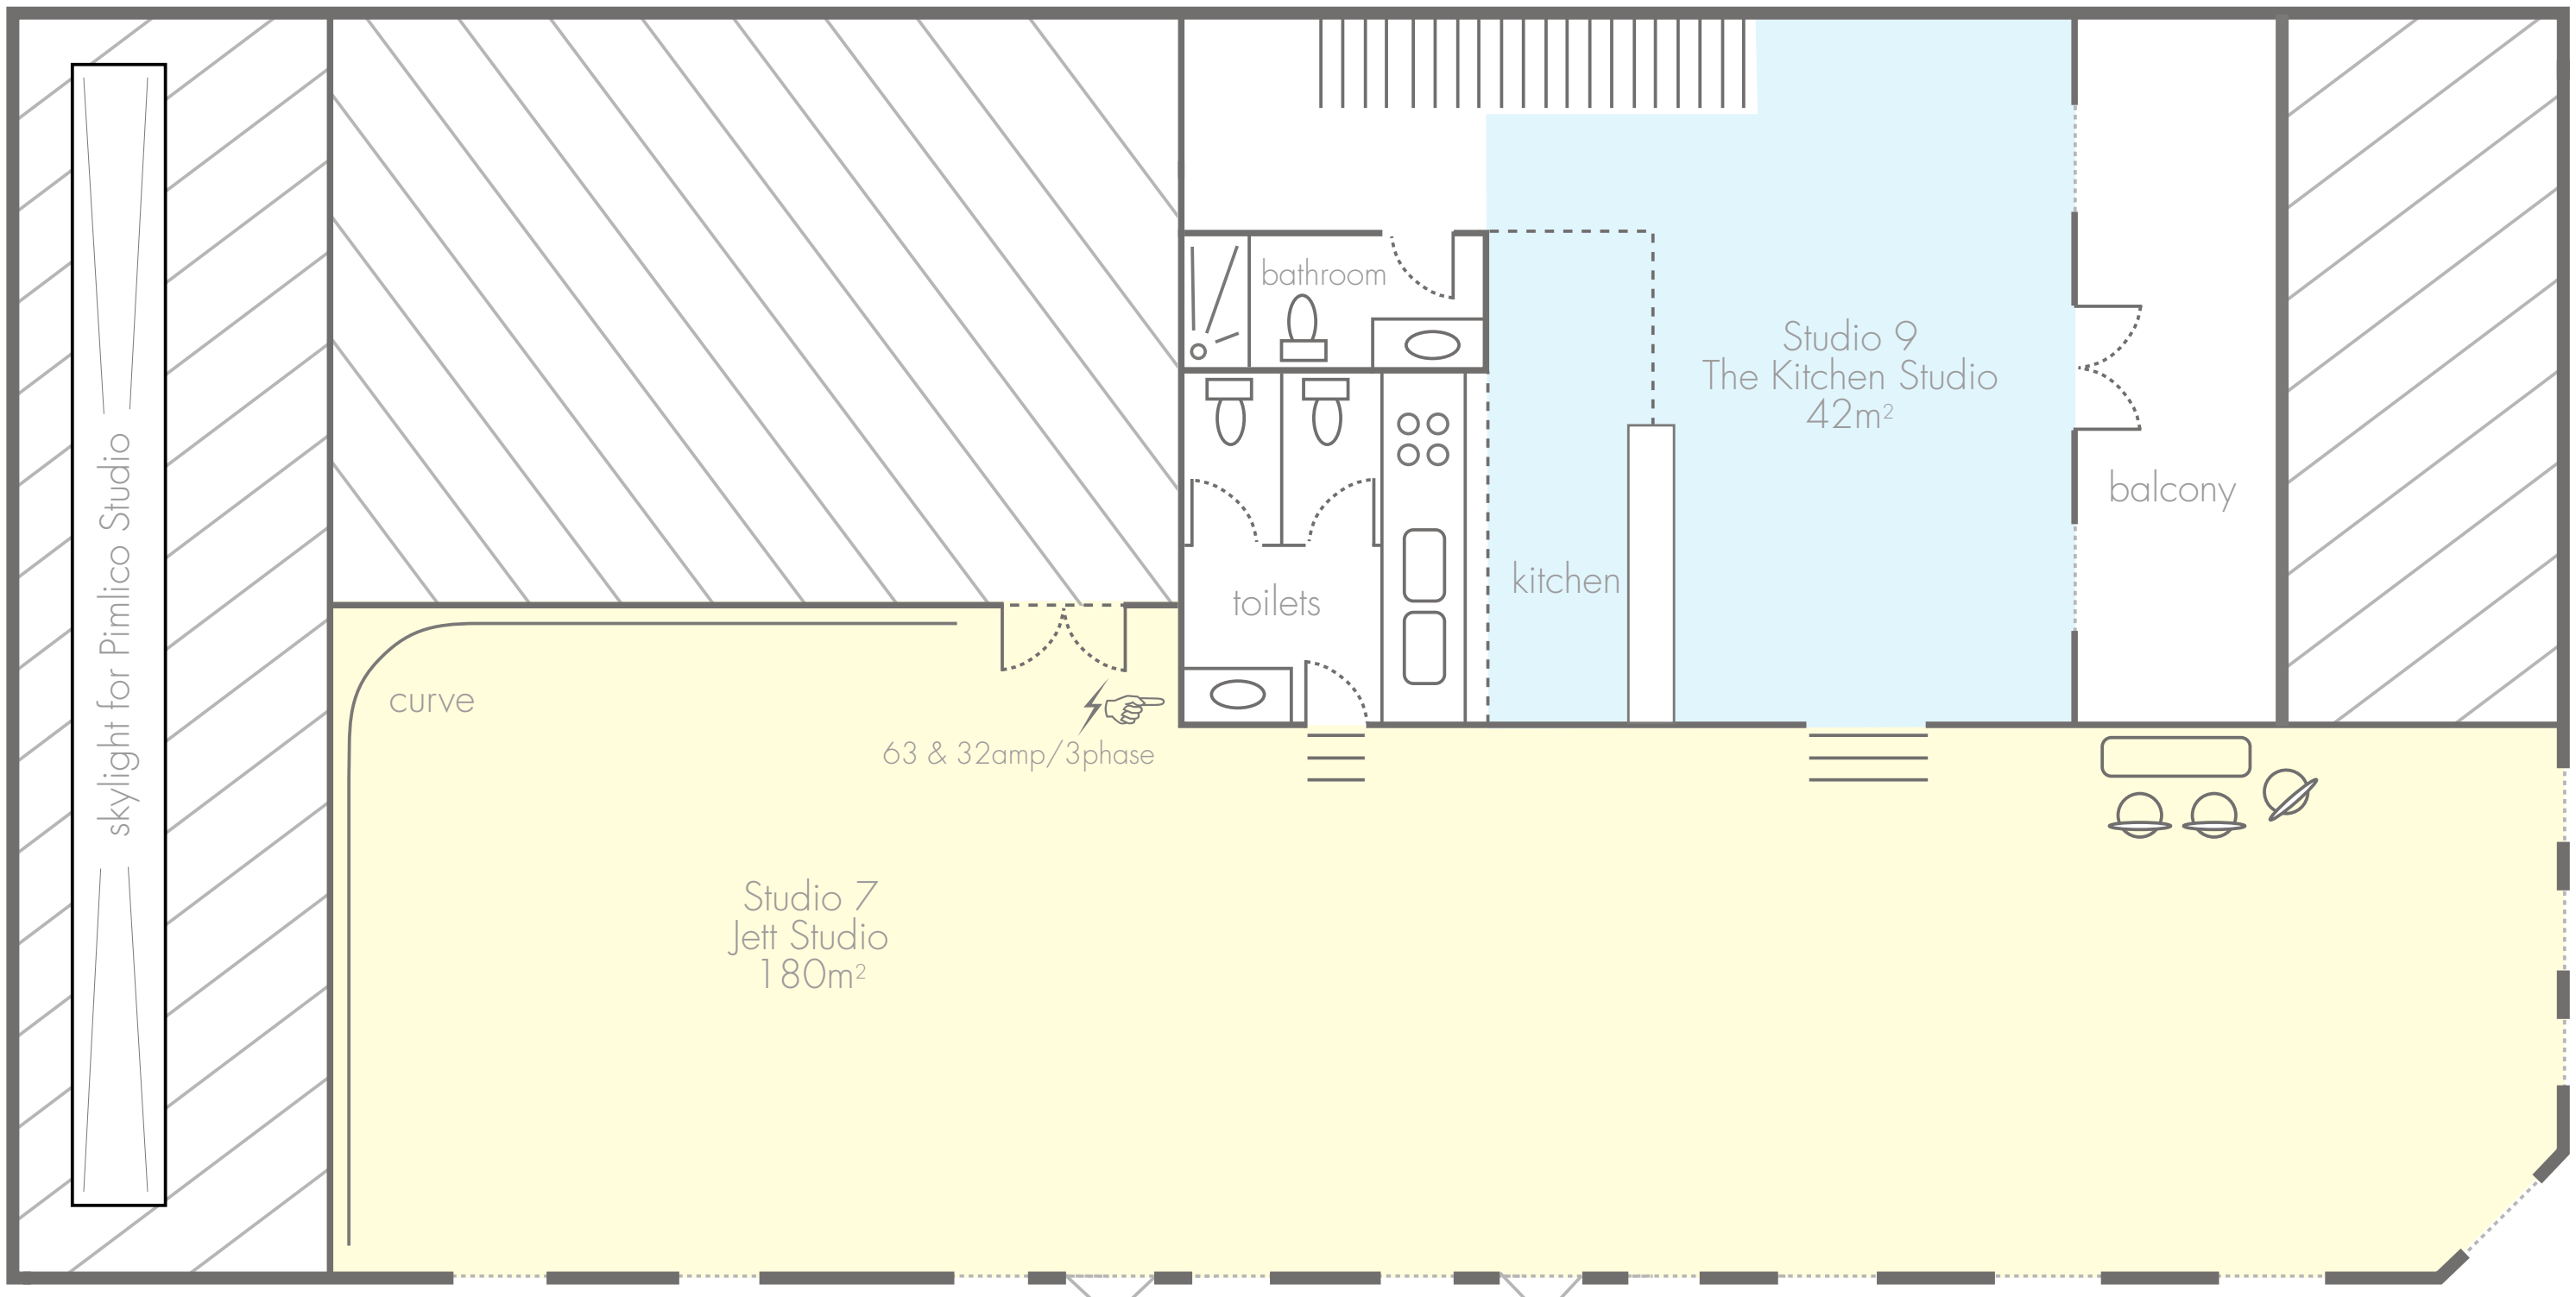 skylight for Pimlico Studio
bathroom
Studio 9
The Kitchen Studio
42m²
balcony
kitchen
toilets
curve
63 & 32amp/3phase
Studio 7
Jett Studio
180m²